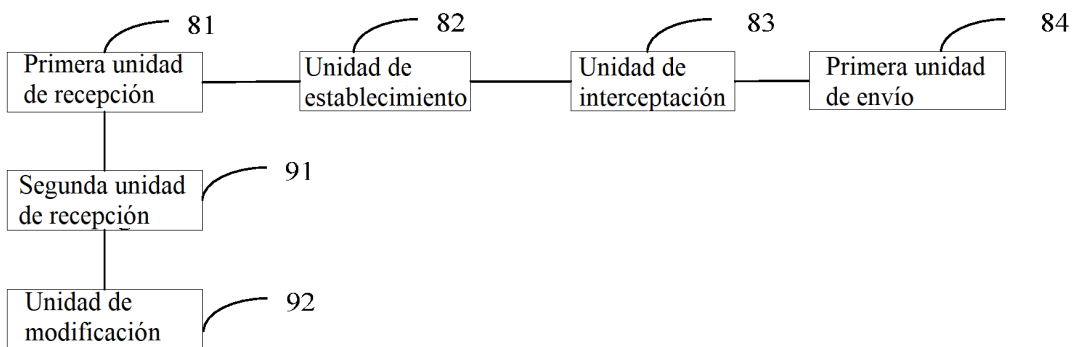 81
82
83
84
Primera unidad
de recepción
Unidad de
establecimiento
Unidad de
interceptación
Primera unidad
de envío
91
Segunda unidad
de recepción
92
Unidad de
modificación